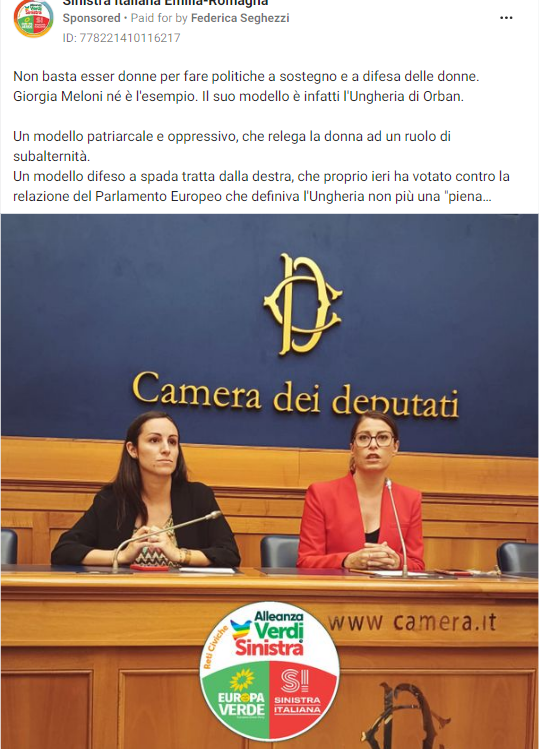 Sinistra Italiana Emilia-Romagna
Sponsored • Paid for by Federica Seghezzi
ID: 778221410116217
Non basta esser donne per fare politiche a sostegno e a difesa delle donne.
Giorgia Meloni né è l'esempio. Il suo modello è infatti l'Ungheria di Orban.
Un modello patriarcale e oppressivo, che relega la donna ad un ruolo di
subalternità.
Un modello difeso a spada tratta dalla destra, che proprio ieri ha votato contro la
relazione del Parlamento Europeo che definiva l'Ungheria non più una "piena...
Camera dei deputati
www camera.it
Reti Civiche
Alleanza
Verdi
Sinistra
EUROPA
VERDE
S!
SINISTRA
ITALIANA